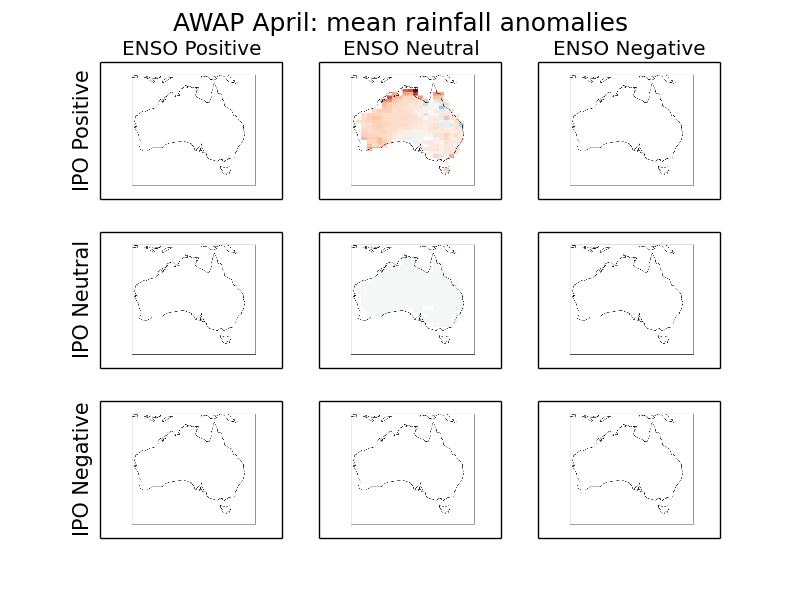 AWAP April: mean rainfall anomalies
ENSO Positive
ENSO Neutral
ENSO Negative
IPO Positive
IPO Neutral
IPO Negative